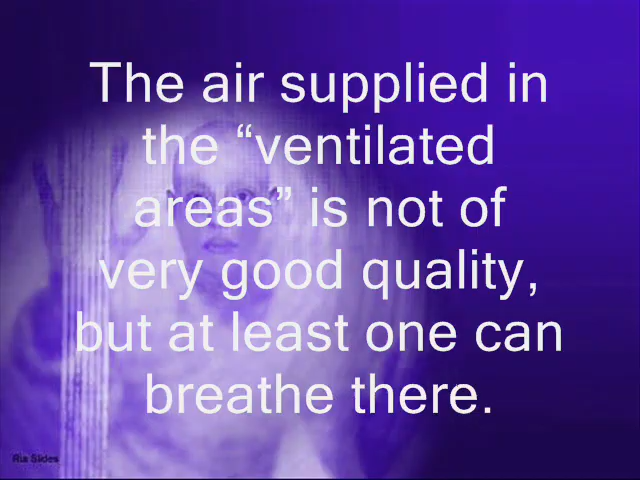 The air supplied in
the “ventilated
areas” is not of
very good quality,
but at least one can
breathe there.
Ria Slides